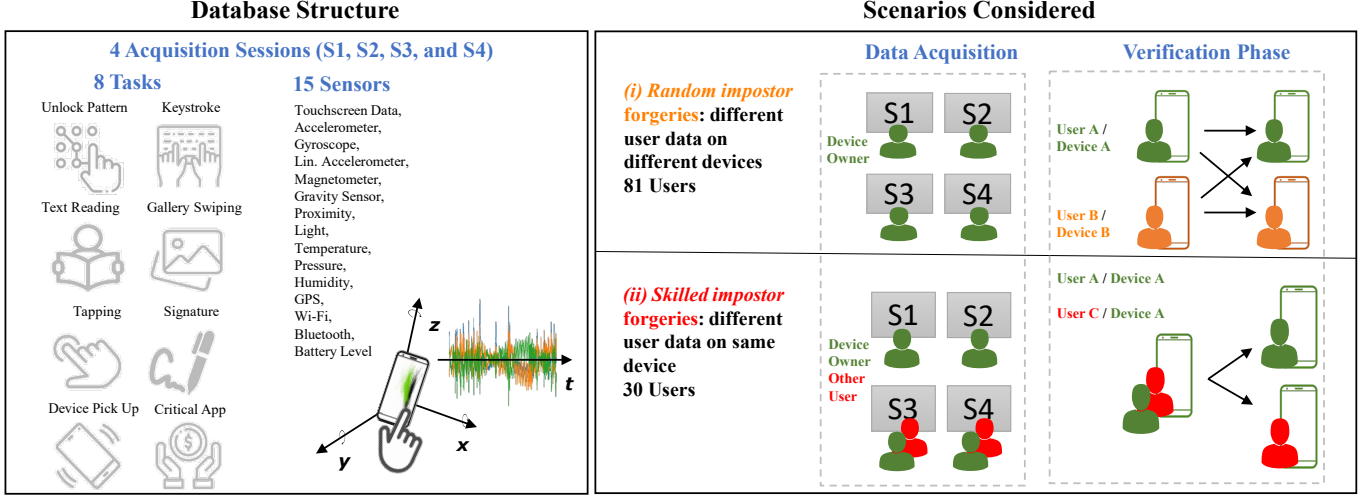 Database Structure
4 Acquisition Sessions (S1, S2, S3, and S4)
8 Tasks
Unlock Pattern
Keystroke
Text Reading
Gallery Swiping
Tapping
Signature
Device Pick Up
Critical App
15 Sensors
Touchscreen Data,
Accelerometer,
Gyroscope,
Lin. Accelerometer,
Magnetometer,
Gravity Sensor,
Proximity,
Light,
Temperature,
Pressure,
Humidity,
GPS,
Wi-Fi,
Bluetooth,
Battery Level
z
t
x
y
Scenarios Considered
Data Acquisition
Verification Phase
(i) Random impostor
forgeries: different
user data on
different devices
81 Users
Device
Owner
S1
S2
S3
S4
User A /
Device A
User B /
Device B
(ii) Skilled impostor
forgeries: different
user data on same
device
30 Users
Device
Owner
Other
User
S1
S2
S3
S4
User A / Device A
User C / Device A